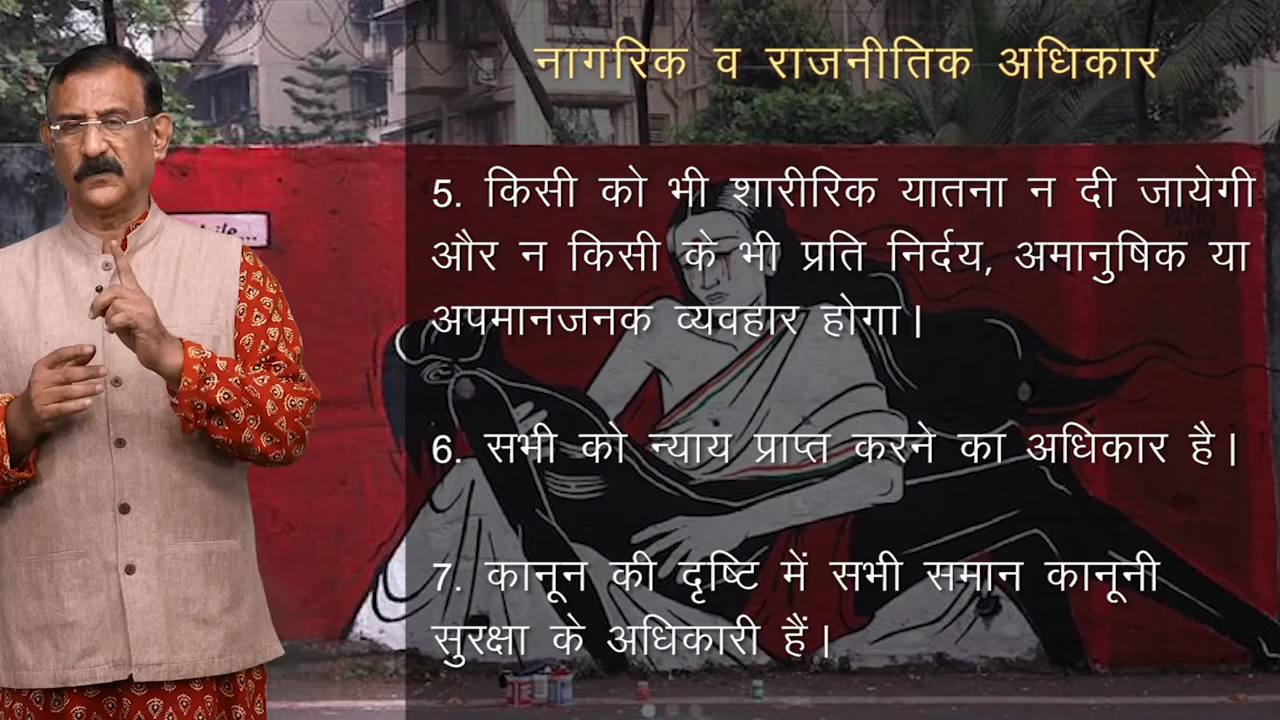 नागरिक व राजनीतिक अधिकार
5. किसी को भी शारीरिक यातना न दी जायेगी
और न किसी के भी प्रति निर्दय, अमानुषिक या
अपमानजनक व्यवहार होगा।
6. सभी को न्याय प्राप्त करने का अधिकार है।
7. कानून की दृष्टि में सभी समान कानूनी
सुरक्षा के अधिकारी हैं।